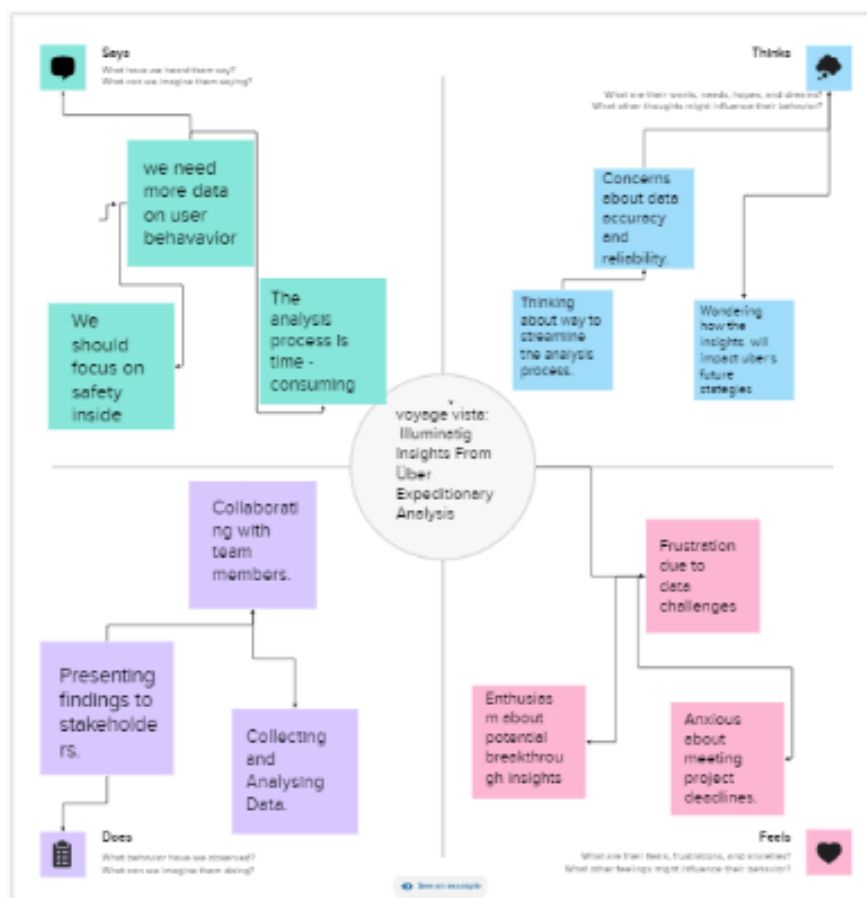 Says
What have we heard them say?
What can we imagine them saying?
we need
more data
on user
behavavior
We
should
focus on
safety
inside
The
analysis
process Is
time -
consuming
Thinks
What are their wants, needs, hopes, and dreams?
What other thoughts might influence their behavior?
Concerns
about data
accuracy
and
reliability.
Thinking
about way to
streamline
the analysis
process.
Wondering
how the
insights will
impact uber's
future
stategies
voyage vista:
Illuminatig
Insights From
Uber
Expeditionary
Analysis
Collaborati
ng with
team
members.
Presenting
findings to
stakeholde
rs.
Collecting
and
Analysing
Data.
Does
What behavior have we observed?
What can we imagine them doing?
Frustration
due to
data
challenges
Enthusias
m about
potential
breakthrou
gh insights
Anxious
about
meeting
project
deadlines.
Feels
What are their fears, frustrations, and anxieties?
What other feelings might influence their behavior?
See an example